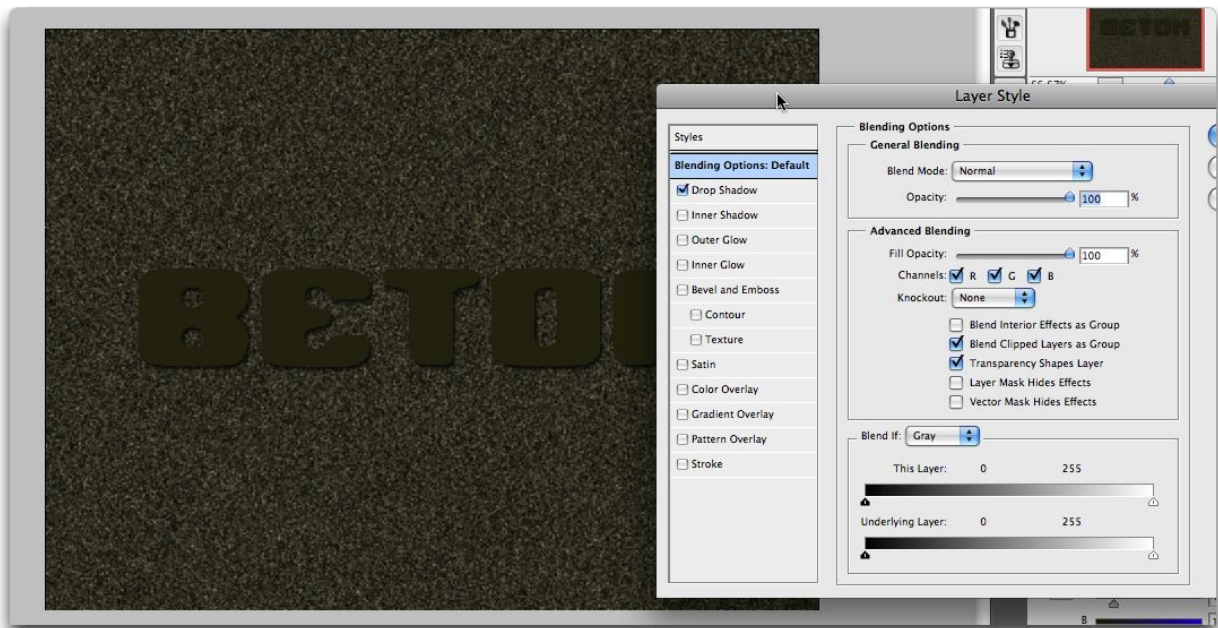 BETON
66.67%
Layer Style
Styles
Blending Options: Default
Drop Shadow
Inner Shadow
Outer Glow
Inner Glow
Bevel and Emboss
Contour
Texture
Satin
Color Overlay
Gradient Overlay
Pattern Overlay
Stroke
Blending Options
General Blending
Blend Mode: Normal
Opacity: 100 %
Advanced Blending
Fill Opacity: 100 %
Channels: R G B
Knockout: None
Blend Interior Effects as Group
Blend Clipped Layers as Group
Transparency Shapes Layer
Layer Mask Hides Effects
Vector Mask Hides Effects
Blend If: Gray
This Layer: 0 255
Underlying Layer: 0 255
B